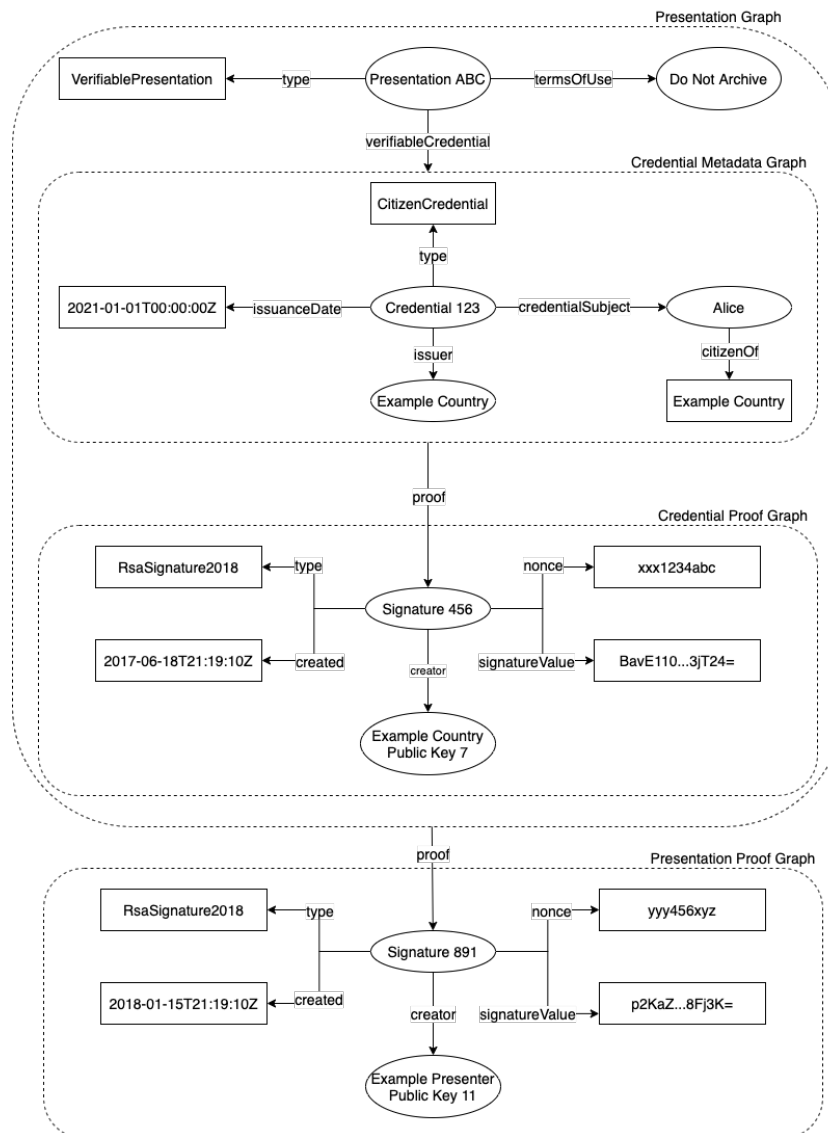 Presentation Graph
VerifiablePresentation
type
Presentation ABC
termsOfUse
Do Not Archive
verifiableCredential
Credential Metadata Graph
CitizenCredential
type
2021-01-01T00:00:00Z
issuanceDate
Credential 123
credentialSubject
Alice
issuer
citizenOf
Example Country
Example Country
proof
Credential Proof Graph
RsaSignature2018
type
nonce
xxx1234abc
Signature 456
2017-06-18T21:19:10Z
created
creator
signatureValue
BavE110...3jT24=
Example Country
Public Key 7
proof
Presentation Proof Graph
RsaSignature2018
type
nonce
yyy456xyz
Signature 891
2018-01-15T21:19:10Z
created
creator
signatureValue
p2KaZ...8Fj3K=
Example Presenter
Public Key 11